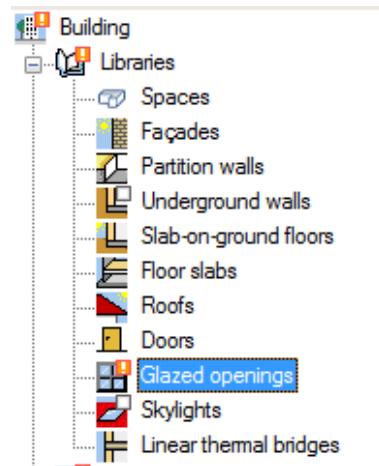 Building
Libraries
Spaces
Façades
Partition walls
Underground walls
Slab-on-ground floors
Floor slabs
Roofs
Doors
Glazed openings
Skylights
Linear thermal bridges